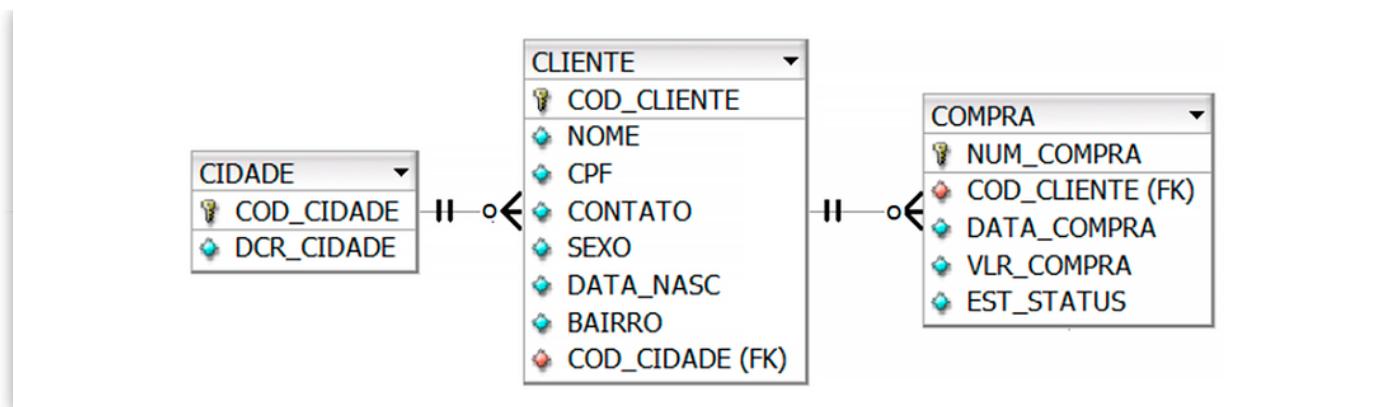 CIDADE
COD_CIDADE
DCR_CIDADE
CLIENTE
COD_CLIENTE
NOME
CPF
CONTATO
SEXO
DATA_NASC
BAIRRO
COD_CIDADE (FK)
COMPRA
NUM_COMPRA
COD_CLIENTE (FK)
DATA_COMPRA
VLR_COMPRA
EST_STATUS